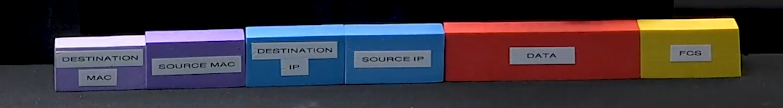 DESTINATION
MAC
SOURCE MAC
DESTINATION
IP
SOURCE IP
DATA
FCS